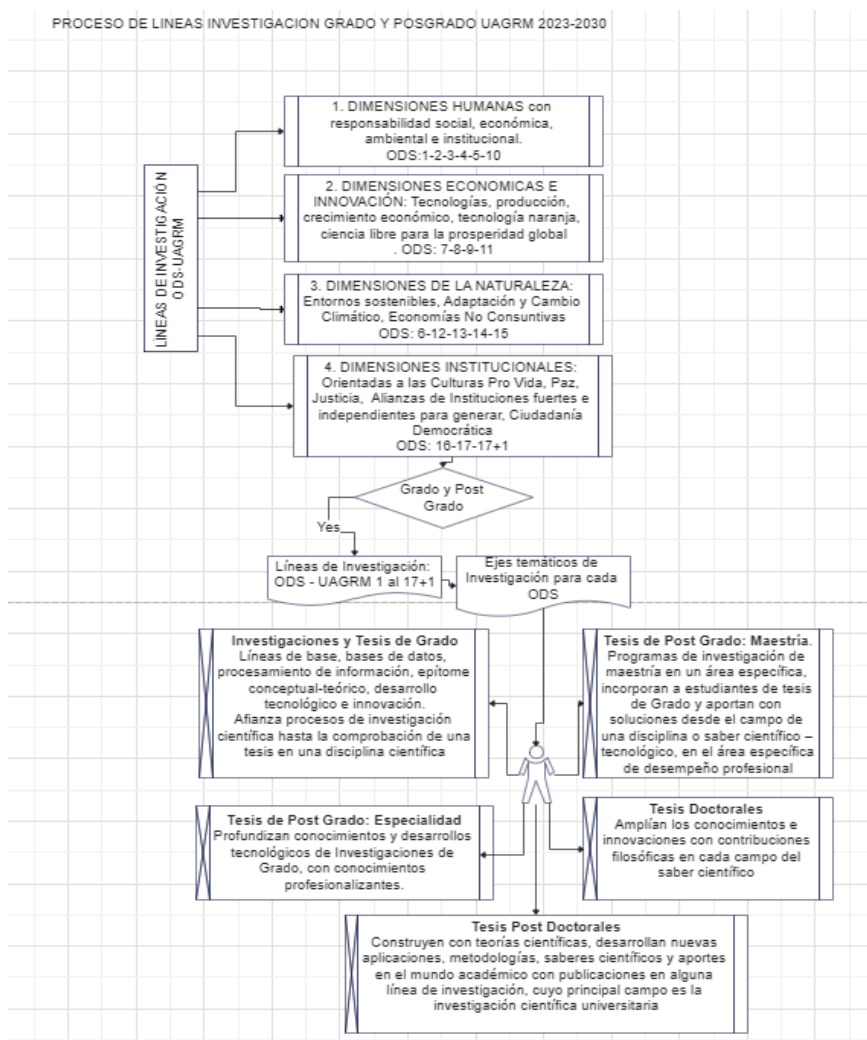 PROCESO DE LINEAS INVESTIGACION GRADO Y POSGRADO UAGRM 2023-2030
LÍNEAS DE INVESTIGACIÓN
ODS-UAGRM
1. DIMENSIONES HUMANAS con
responsabilidad social, económica,
ambiental e institucional.
ODS:1-2-3-4-5-10
2. DIMENSIONES ECONOMICAS E
INNOVACIÓN: Tecnologías, producción,
crecimiento económico, tecnología naranja,
ciencia libre para la prosperidad global
. ODS: 7-8-9-11
3. DIMENSIONES DE LA NATURALEZA:
Entornos sostenibles, Adaptación y Cambio
Climático, Economías No Consuntivas
ODS: 6-12-13-14-15
4. DIMENSIONES INSTITUCIONALES:
Orientadas a las Culturas Pro Vida, Paz,
Justicia, Alianzas de Instituciones fuertes e
independientes para generar, Ciudadanía
Democrática
ODS: 16-17-17+1
Grado y Post
Grado
Yes
Líneas de Investigación:
ODS - UAGRM 1 al 17+1
Ejes temáticos de
Investigación para cada
ODS
Investigaciones y Tesis de Grado
Líneas de base, bases de datos,
procesamiento de información, epítome
conceptual-teórico, desarrollo
tecnológico e innovación.
Afianza procesos de investigación
científica hasta la comprobación de una
tesis en una disciplina científica
Tesis de Post Grado: Maestría.
Programas de investigación de
maestría en un área específica,
incorporan a estudiantes de tesis
de Grado y aportan con
soluciones desde el campo de
una disciplina o saber científico –
tecnológico, en el área específica
de desempeño profesional
Tesis de Post Grado: Especialidad
Profundizan conocimientos y desarrollos
tecnológicos de Investigaciones de
Grado, con conocimientos
profesionalizantes.
Tesis Doctorales
Amplían los conocimientos e
innovaciones con contribuciones
filosóficas en cada campo del
saber científico
Tesis Post Doctorales
Construyen con teorías científicas, desarrollan nuevas
aplicaciones, metodologías, saberes científicos y aportes
en el mundo académico con publicaciones en alguna
línea de investigación, cuyo principal campo es la
investigación científica universitaria